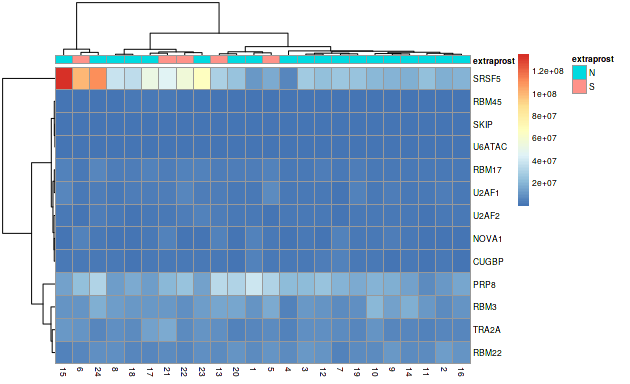 extraprost
SRSF5
RBM45
SKIP
U6ATAC
RBM17
U2AF1
U2AF2
NOVA1
CUGBP
PRP8
RBM3
TRA2A
RBM22
15 6 24 8 18 17 21 22 23 13 20 1 5 4 3 12 7 19 10 9 14 11 2 16
1.2e+08
1e+08
8e+07
6e+07
4e+07
2e+07
extraprost
N
S